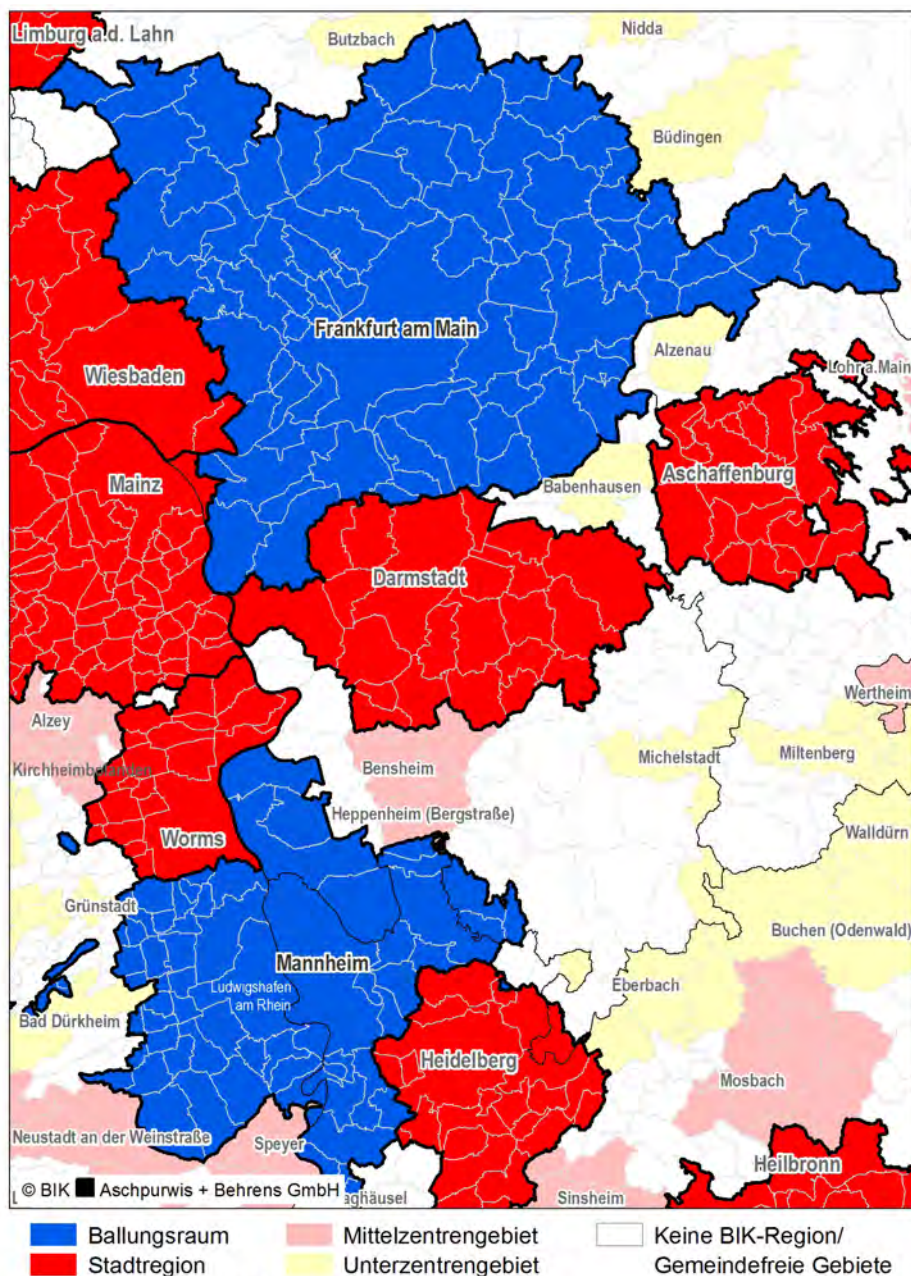 Limburg a.d. Lahn
Butzbach
Nidda
Büdingen
Frankfurt am Main
Alzenau
Lohr a.Main
Wiesbaden
Mainz
Babenhausen
Aschaffenburg
Darmstadt
Wertheim
Alzey
Kirchheimbolanden
Bensheim
Michelstadt
Miltenberg
Heppenheim (Bergstraße)
Worms
Walldürn
Grünstadt
Buchen (Odenwald)
Mannheim
Ludwigshafen
am Rhein
Eberbach
Bad Dürkheim
Heidelberg
Mosbach
Neustadt an der Weinstraße
Speyer
Heilbronn
© BIK Aschpurwis + Behrens GmbH
aghäusel
Sinsheim
Ballungsraum
Mittelzentrengebiet
Keine BIK-Region/
Stadtregion
Unterzentrengebiet
Gemeindefreie Gebiete